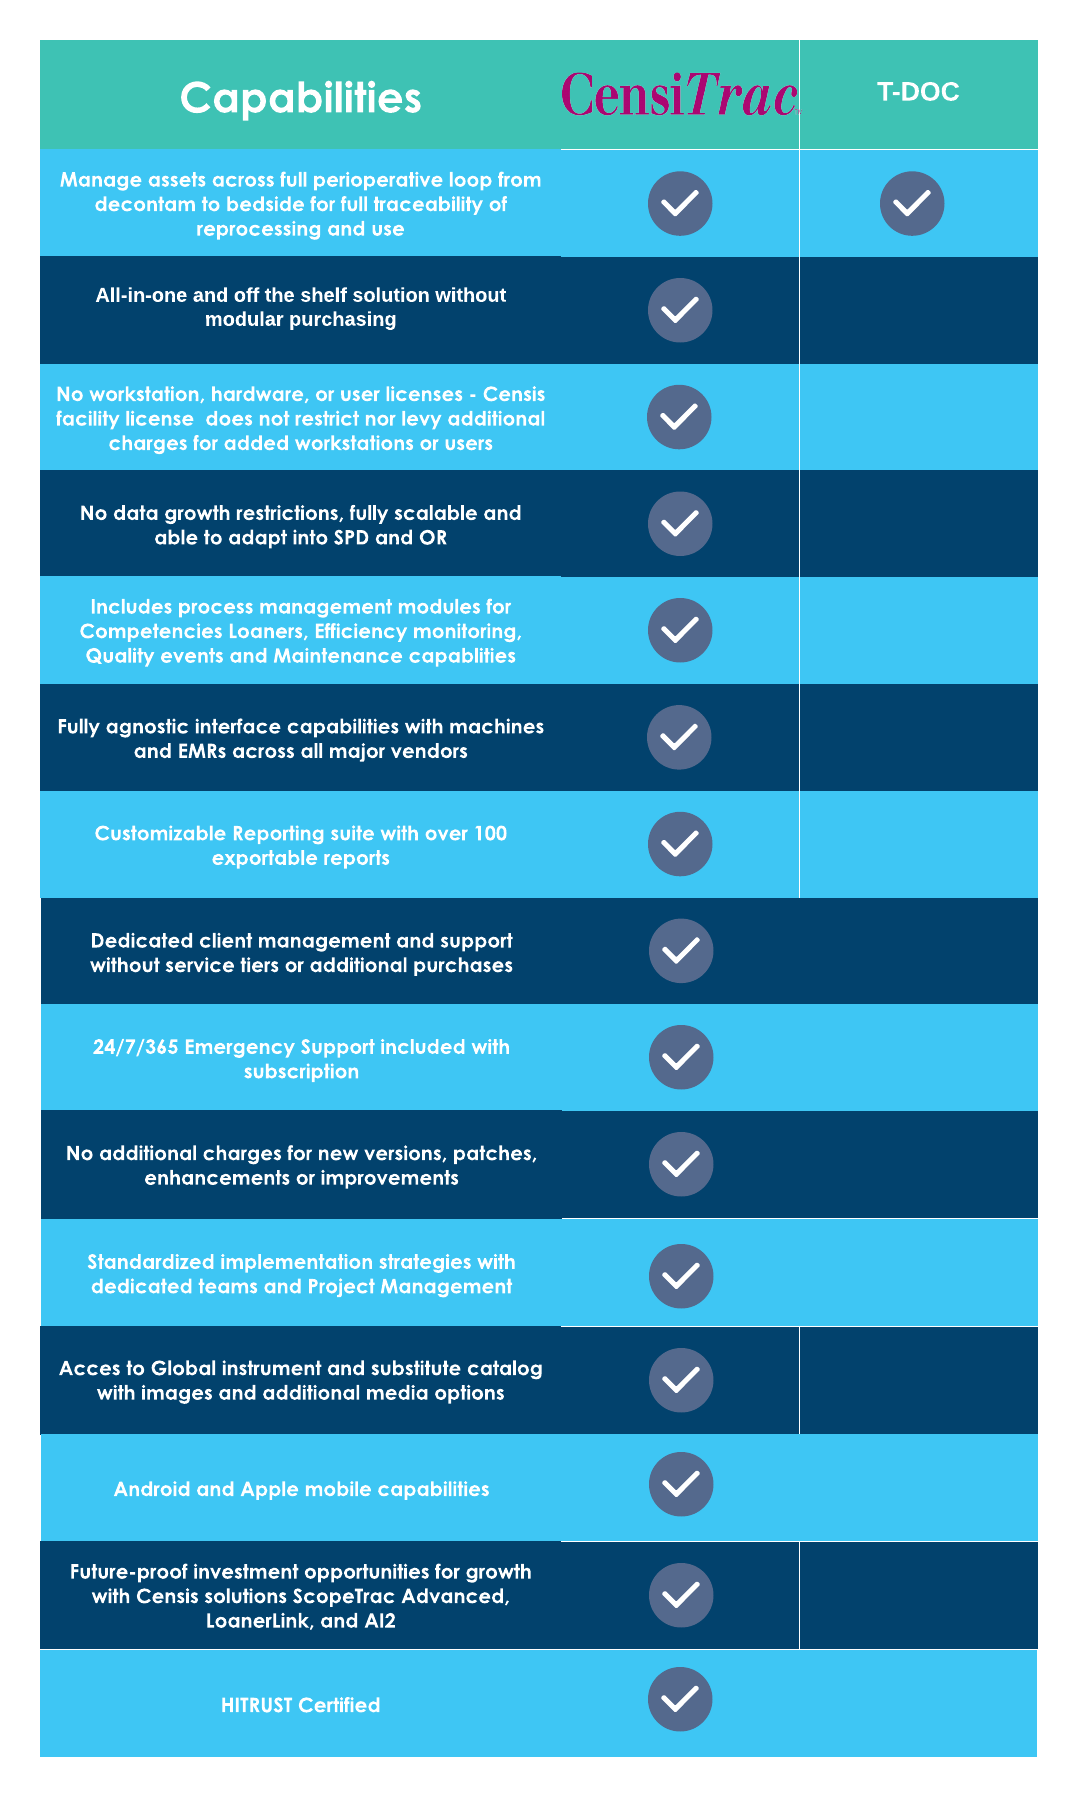 Capabilities
CensiTrac
T-DOC
Manage assets across full perioperative loop from
decontam to bedside for full traceability of
reprocessing and use
All-in-one and off the shelf solution without
modular purchasing
No workstation, hardware, or user licenses - Censis
facility license  does not restrict nor levy additional
charges for added workstations or users
No data growth restrictions, fully scalable and
able to adapt into SPD and OR
Includes process management modules for
Competencies Loaners, Efficiency monitoring,
Quality events and Maintenance capablities
Fully agnostic interface capabilities with machines
and EMRs across all major vendors
Customizable Reporting suite with over 100
exportable reports
Dedicated client management and support
without service tiers or additional purchases
24/7/365 Emergency Support included with
subscription
No additional charges for new versions, patches,
enhancements or improvements
Standardized implementation strategies with
dedicated teams and Project Management
Acces to Global instrument and substitute catalog
with images and additional media options
Android and Apple mobile capabilities
Future-proof investment opportunities for growth
with Censis solutions ScopeTrac Advanced,
LoanerLink, and AI2
HITRUST Certified